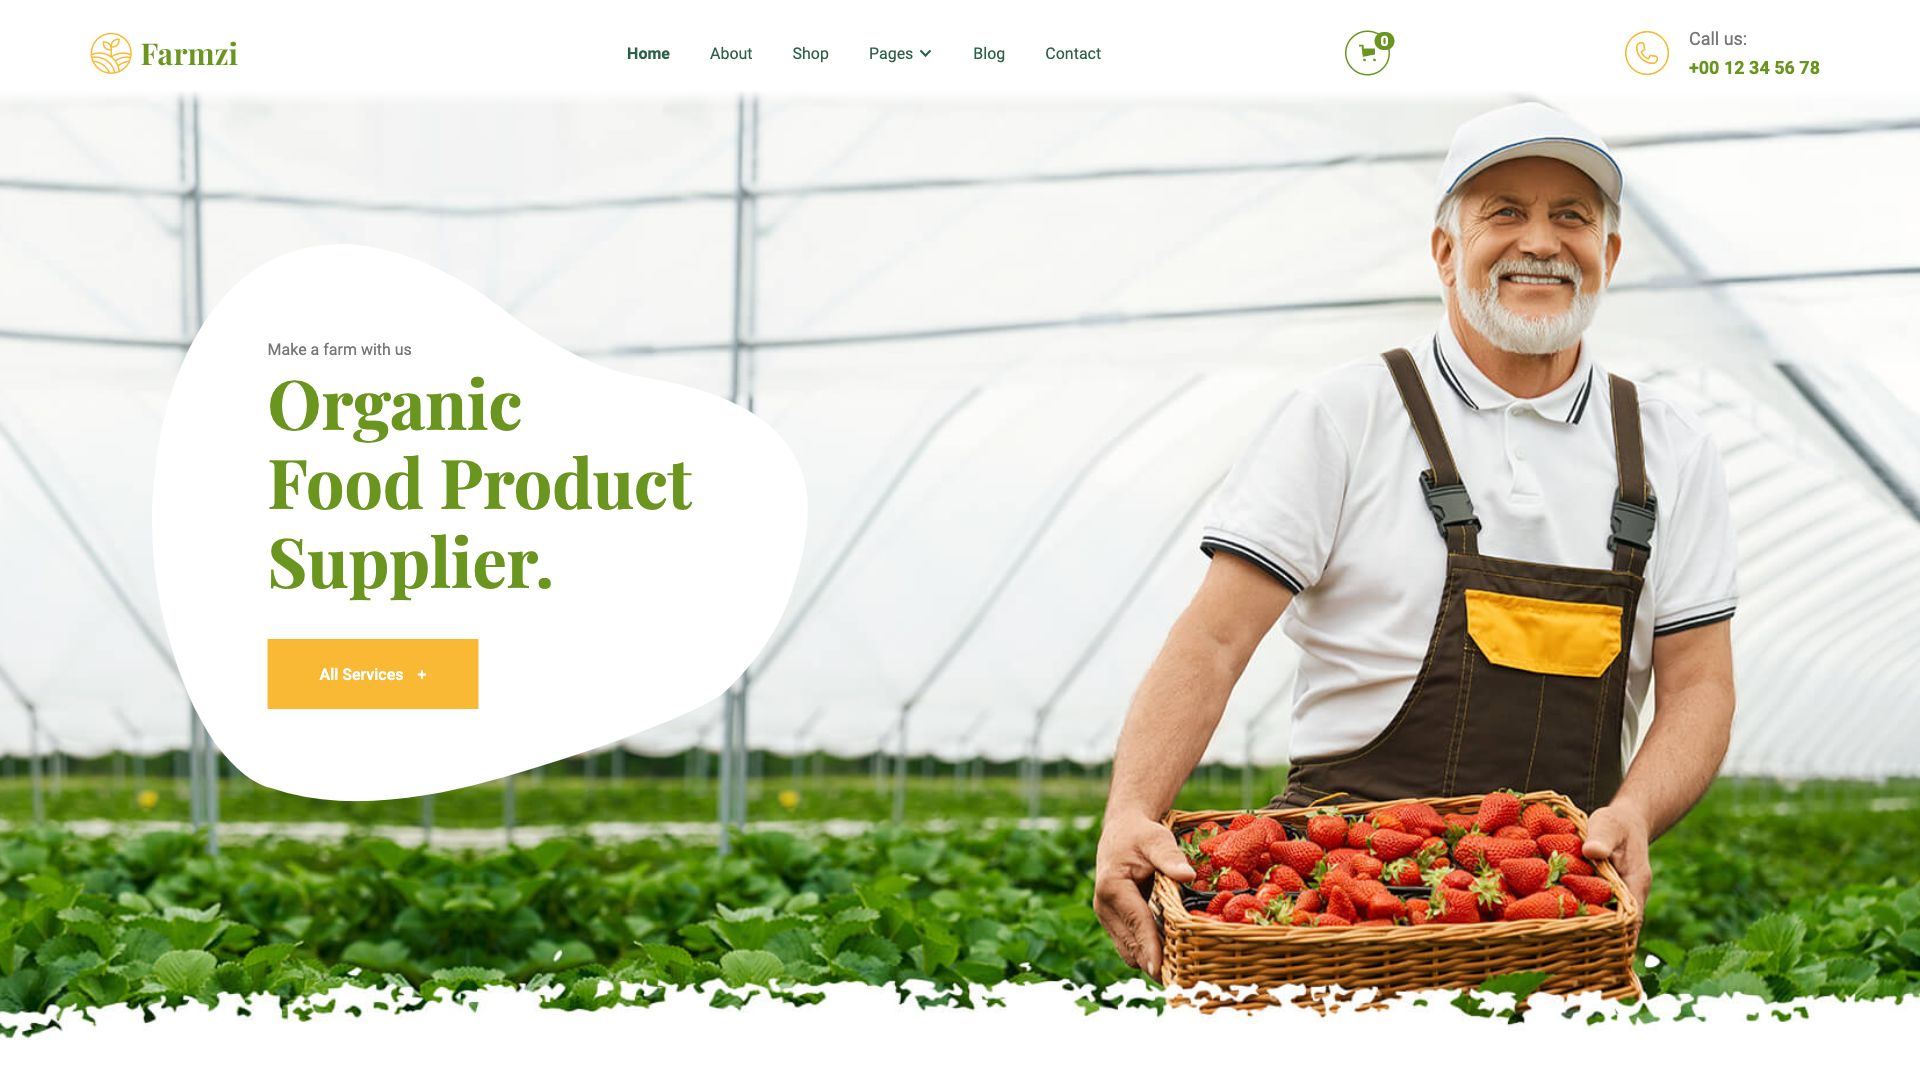 Farmzi
Home
About
Shop
Pages
Blog
Contact
0
Call us:
+00 12 34 56 78
Make a farm with us
Organic
Food Product
Supplier.
All Services +